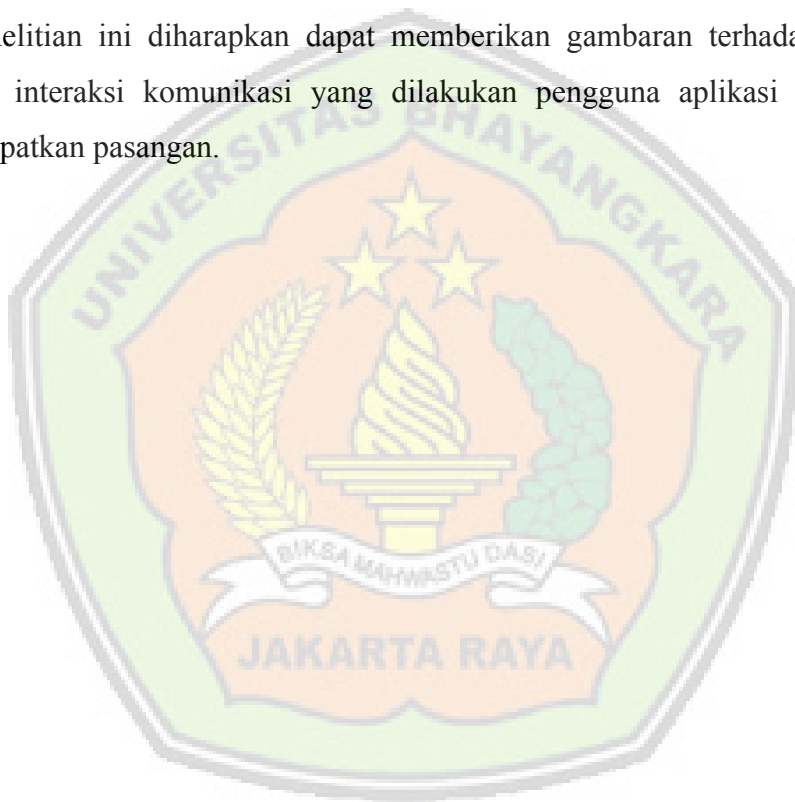 elitian ini diharapkan dapat memberikan gambaran terhada
interaksi komunikasi yang dilakukan pengguna aplikasi
patkan pasangan.
UNIVERSITAS BHAYANGKARA
BIKSA MAHWASTU DASI
JAKARTA RAYA